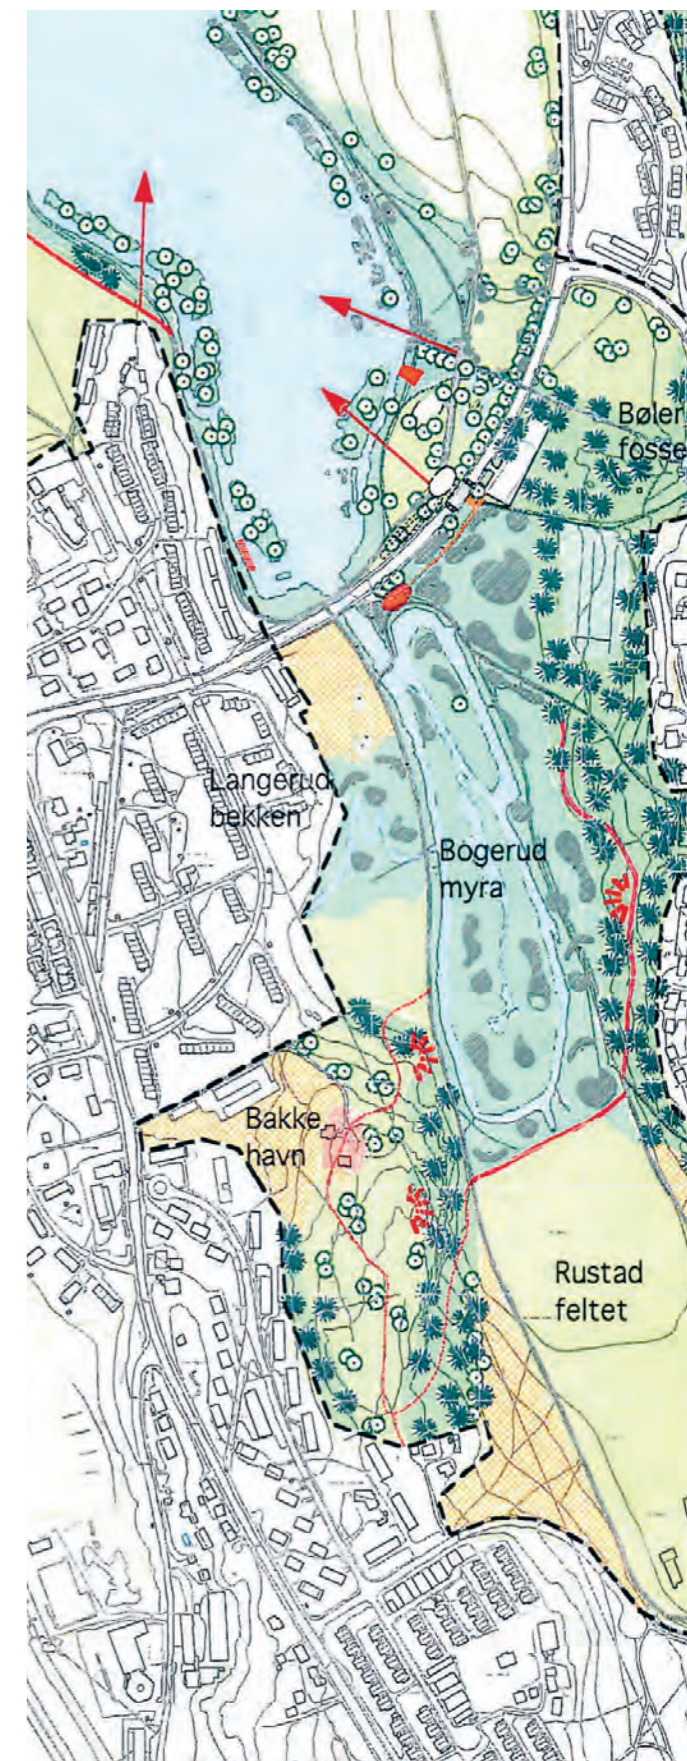 Bøler
fosse
Langerud
bekken
Bogerud
myra
Bakke
havn
Rustad
feltet